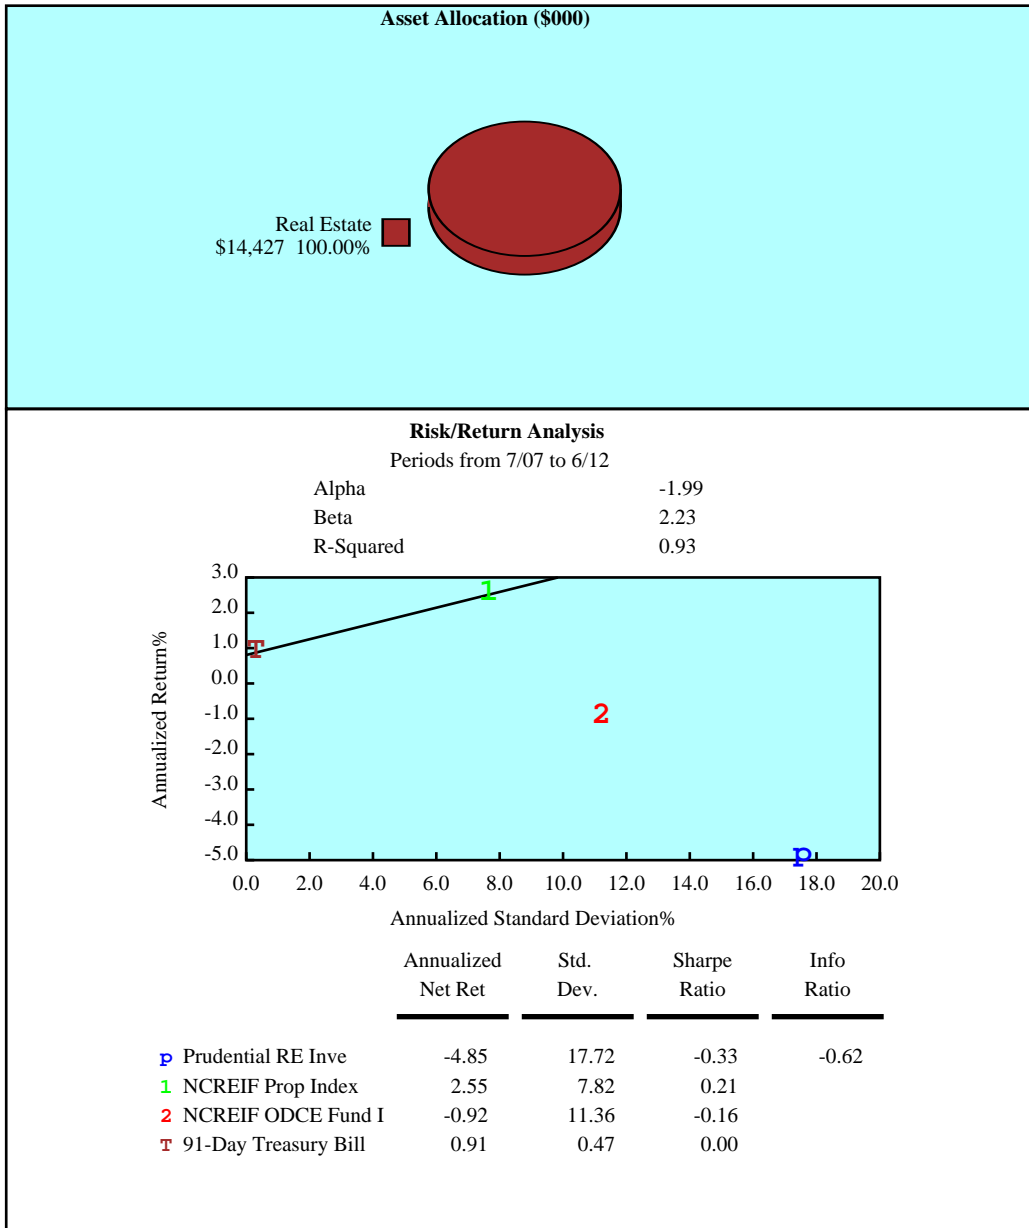 Asset Allocation ($000)
Real Estate
$14,427 100.00%
Risk/Return Analysis
Periods from 7/07 to 6/12
Alpha -1.99
Beta 2.23
R-Squared 0.93
3.0
2.0
1.0
0.0
-1.0
-2.0
-3.0
-4.0
-5.0
Annualized Return%
1
T
2
p
0.0 2.0 4.0 6.0 8.0 10.0 12.0 14.0 16.0 18.0 20.0
Annualized Standard Deviation%
Annualized Std. Sharpe Info
Net Ret Dev. Ratio Ratio
p Prudential RE Inve -4.85 17.72 -0.33 -0.62
1 NCREIF Prop Index 2.55 7.82 0.21
2 NCREIF ODCE Fund I -0.92 11.36 -0.16
T 91-Day Treasury Bill 0.91 0.47 0.00